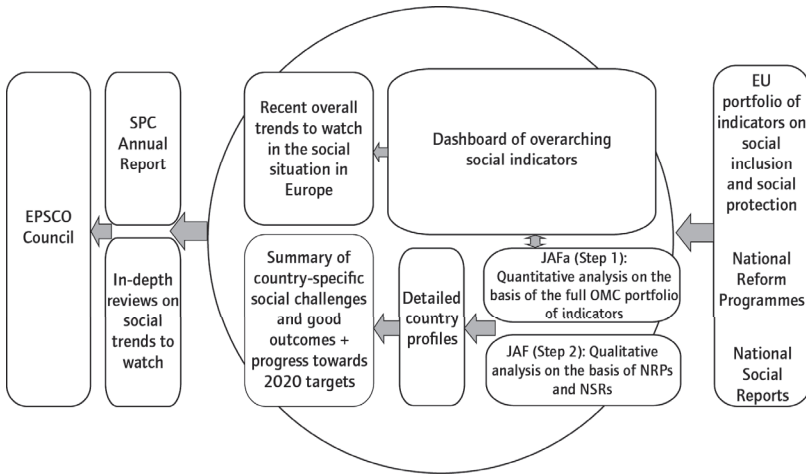 EPSCO
Council
SPC
Annual
Report
In-depth
reviews on
social
trends to
watch
Recent overall
trends to watch
in the social
situation in
Europe
Summary of
country-specific
social challenges
and good
outcomes +
progress towards
2020 targets
Dashboard of overarching
social indicators
Detailed
country
profiles
JAFa (Step 1):
Quantitative analysis on the
basis of the full OMC portfolio
of indicators
JAF (Step 2): Qualitative
analysis on the basis of NRPs
and NSRs
EU
portfolio of
indicators on
social
inclusion
and social
protection
National
Reform
Programmes
National
Social
Reports